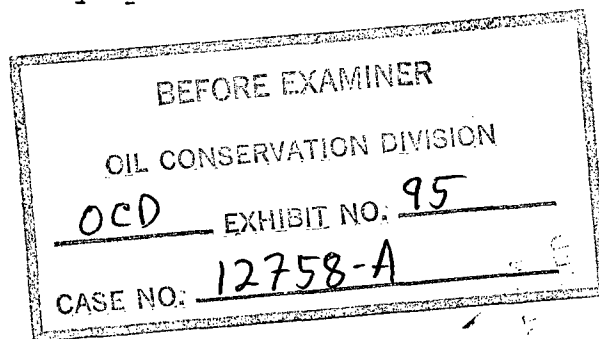 BEFORE EXAMINER
OIL CONSERVATION DIVISION
OCD EXHIBIT NO. 95
CASE NO: 12758-A